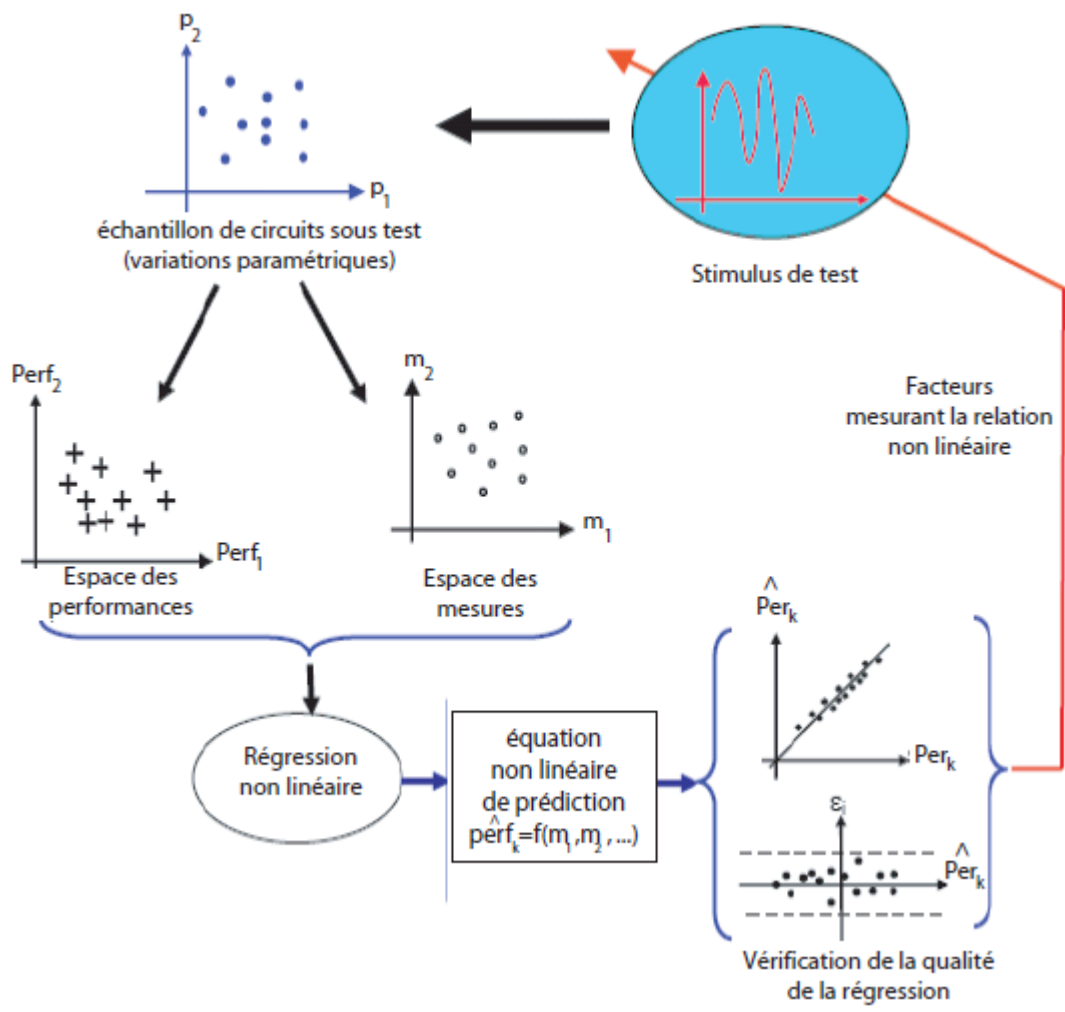 p2
p1
échantillon de circuits sous test
(variations paramétriques)
Stimulus de test
Perf2
Perf1
Espace des
performances
m2
m1
Espace des
mesures
Facteurs
mesurant la relation
non linéaire
Régression
non linéaire
équation
non linéaire
de prédiction
perf̂k=f(m1,m2,...)
P̂erk
Perk
εi
P̂erk
Vérification de la qualité
de la régression